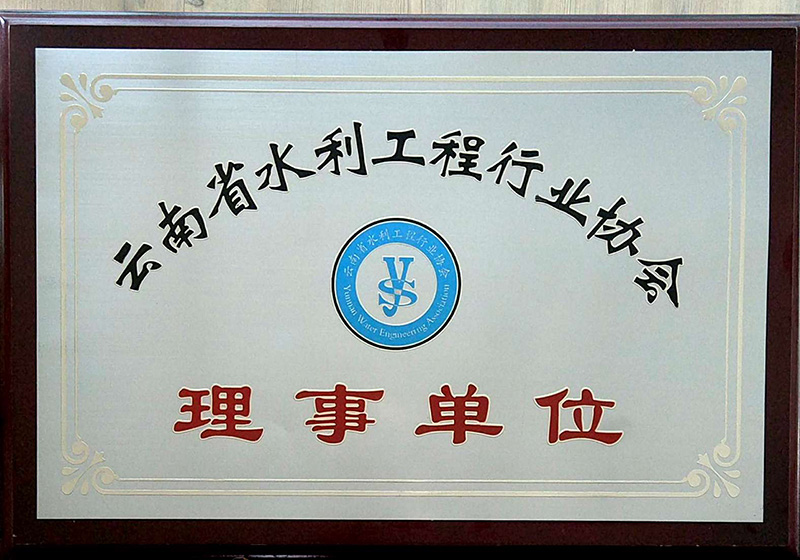 云南省水利工程行业协会
云南省水利工程行业协会
Yunnan Water Engineering Association
理事单位